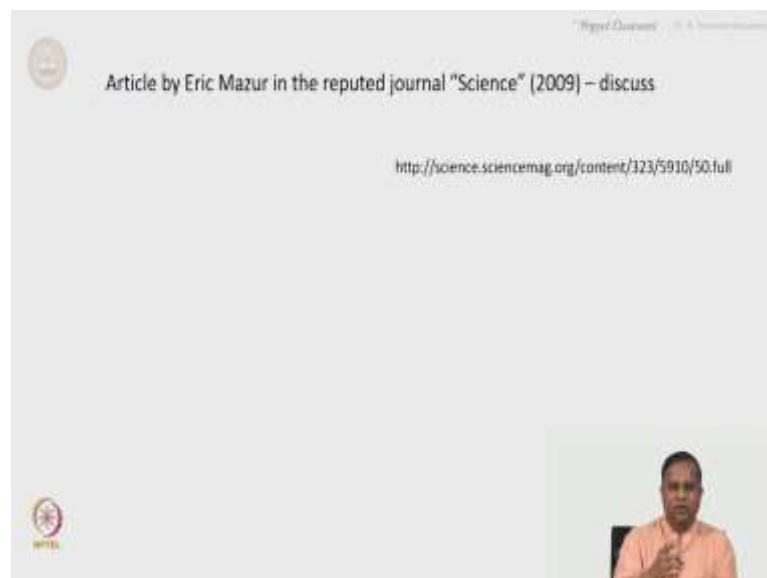 Article by Eric Mazur in the reputed journal "Science" (2009) – discuss
http://science.sciencemag.org/content/323/5910/50.full
NPTEL